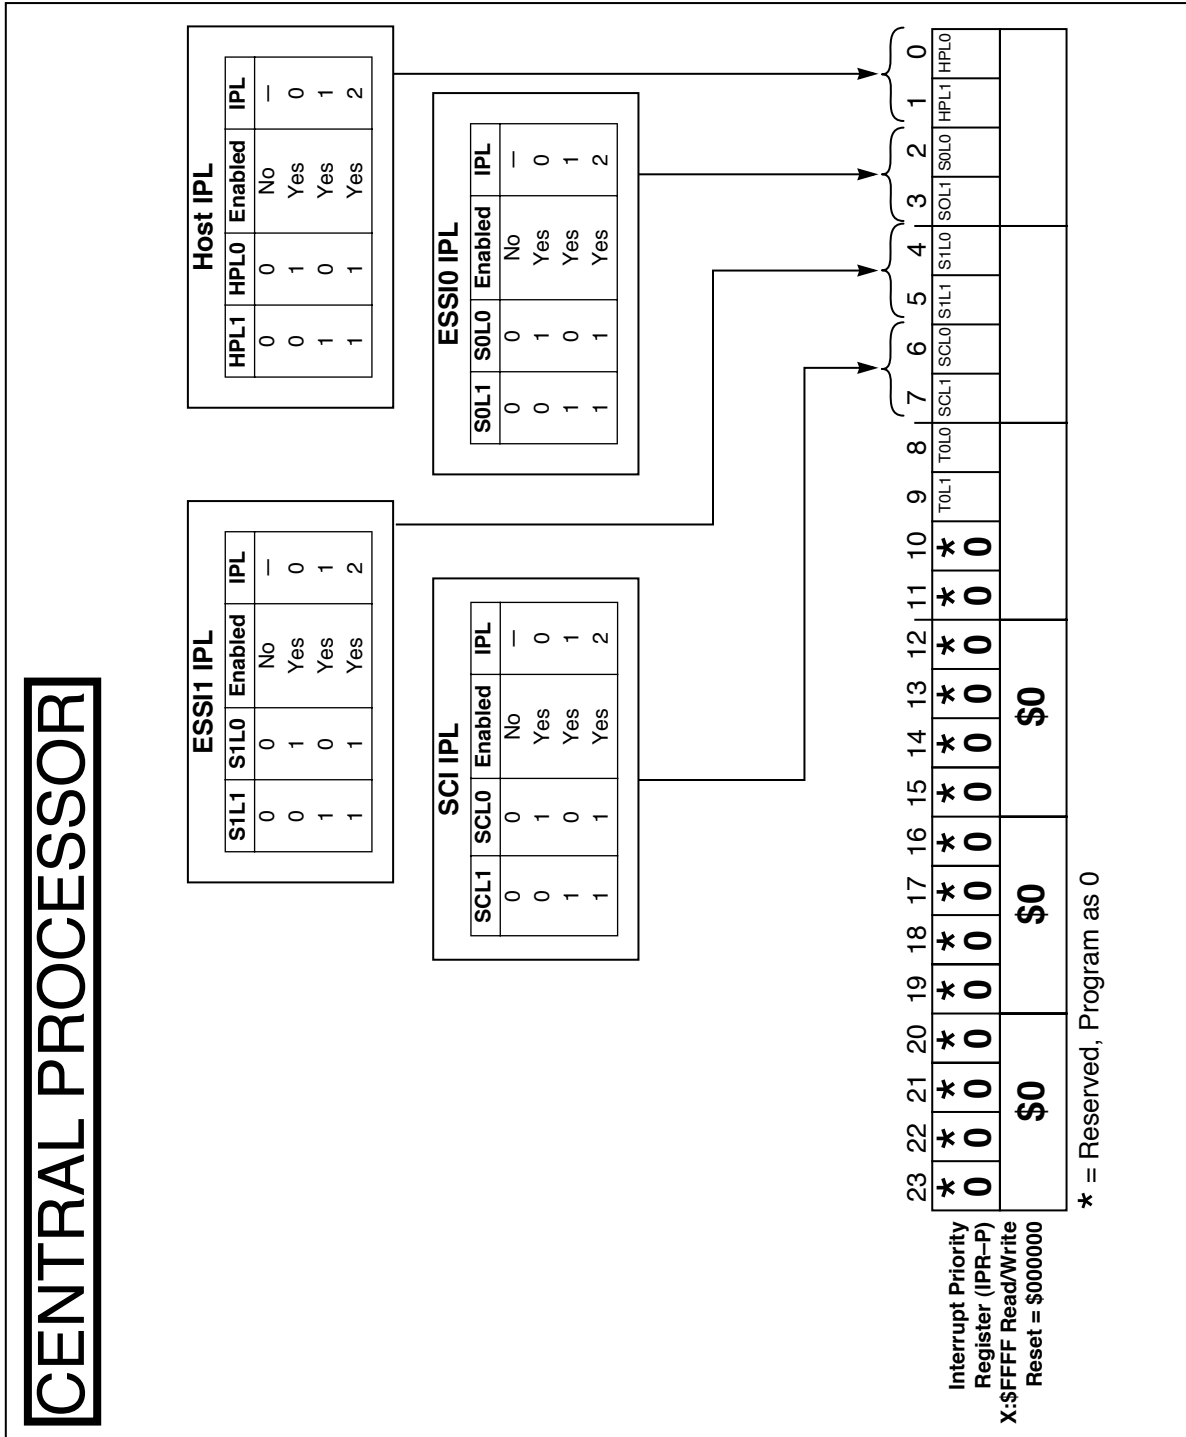 CENTRAL PROCESSOR
ESSI1 IPL
S1L1 S1L0 Enabled IPL
0 0 No —
0 1 Yes 0
1 0 Yes 1
1 1 Yes 2
Host IPL
HPL1 HPL0 Enabled IPL
0 0 No —
0 1 Yes 0
1 0 Yes 1
1 1 Yes 2
SCI IPL
SCL1 SCL0 Enabled IPL
0 0 No —
0 1 Yes 0
1 0 Yes 1
1 1 Yes 2
ESSI0 IPL
S0L1 S0L0 Enabled IPL
0 0 No —
0 1 Yes 0
1 0 Yes 1
1 1 Yes 2
23 22 21 20 19 18 17 16 15 14 13 12 11 10 9 8 7 6 5 4 3 2 1 0
* * * * * * * * * * * * * * T0L1 T0L0 SCL1 SCL0 S1L1 S1L0 SOL1 S0L0 HPL1 HPL0
0 0 0 0 0 0 0 0 0 0 0 0 0 0
$0 $0 $0
Interrupt Priority
Register (IPR–P)
X:$FFFF Read/Write
Reset = $000000
* = Reserved, Program as 0